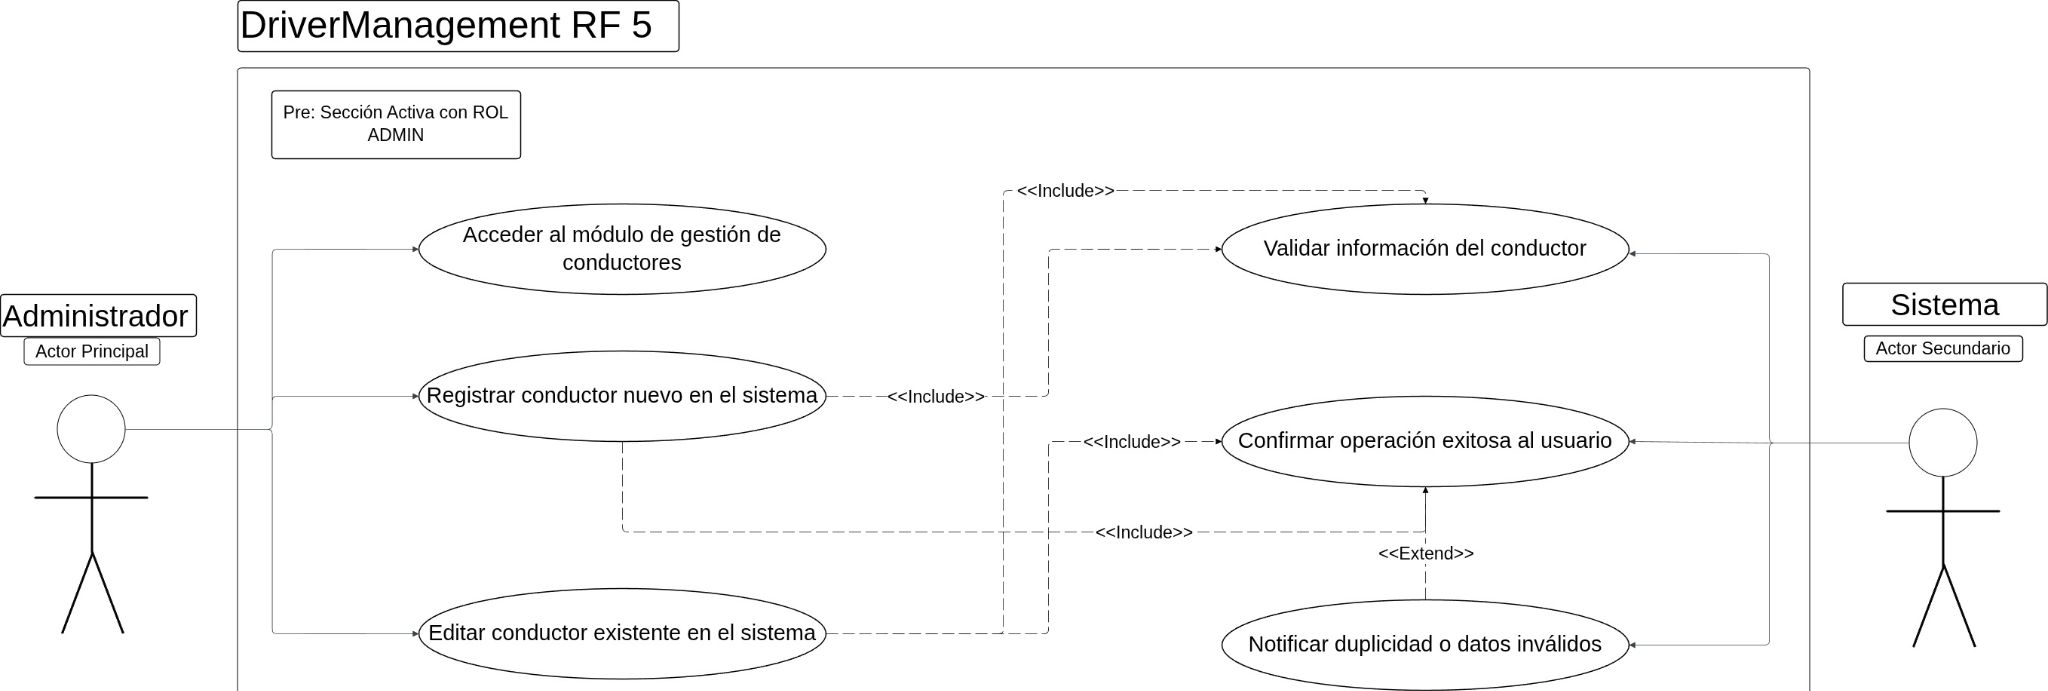 DriverManagement RF 5
Pre: Sección Activa con ROL
ADMIN
<<Include>>
Acceder al módulo de gestión de
conductores
Validar información del conductor
Administrador
Actor Principal
Sistema
Actor Secundario
Registrar conductor nuevo en el sistema
<<Include>>
<<Include>>
Confirmar operación exitosa al usuario
<<Include>>
<<Extend>>
Editar conductor existente en el sistema
Notificar duplicidad o datos inválidos